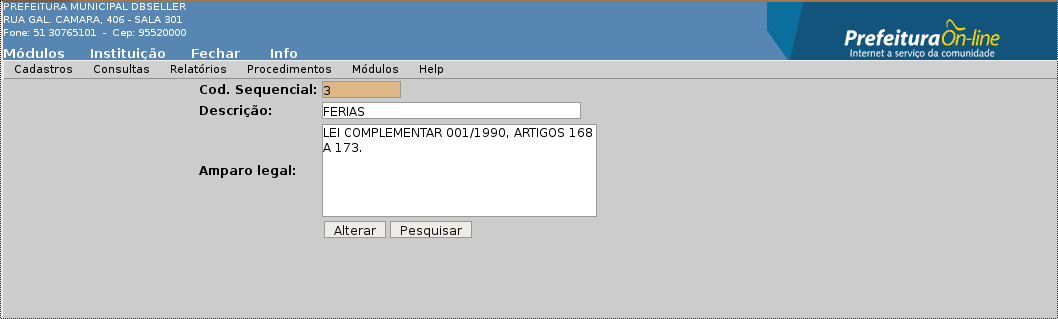 PREFEITURA MUNICIPAL DBSELLER
RUA GAL. CAMARA, 406 - SALA 301
Fone: 51 30765101 - Cep: 95520000
Módulos Instituição Fechar Info
PrefeituraOn-line
Internet a serviço da comunidade
Cadastros Consultas Relatórios Procedimentos Módulos Help
Cod. Sequencial: 3
Descrição: FERIAS
Amparo legal: LEI COMPLEMENTAR 001/1990, ARTIGOS 168
A 173.
Alterar Pesquisar